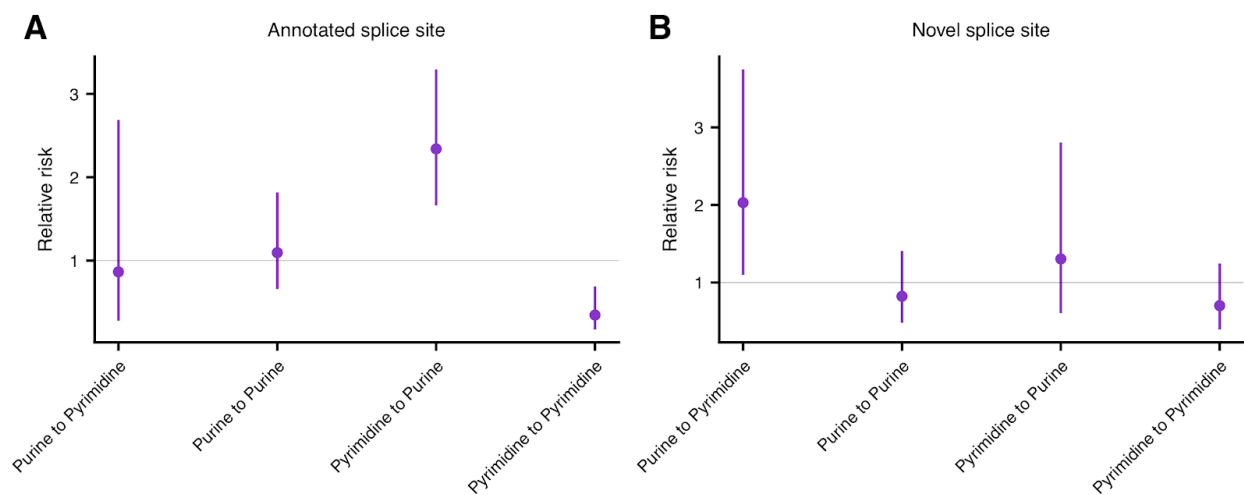 A
Annotated splice site
Relative risk
3
2
1
Purine to Pyrimidine
Purine to Purine
Pyrimidine to Purine
Pyrimidine to Pyrimidine
B
Novel splice site
Relative risk
3
2
1
Purine to Pyrimidine
Purine to Purine
Pyrimidine to Purine
Pyrimidine to Pyrimidine